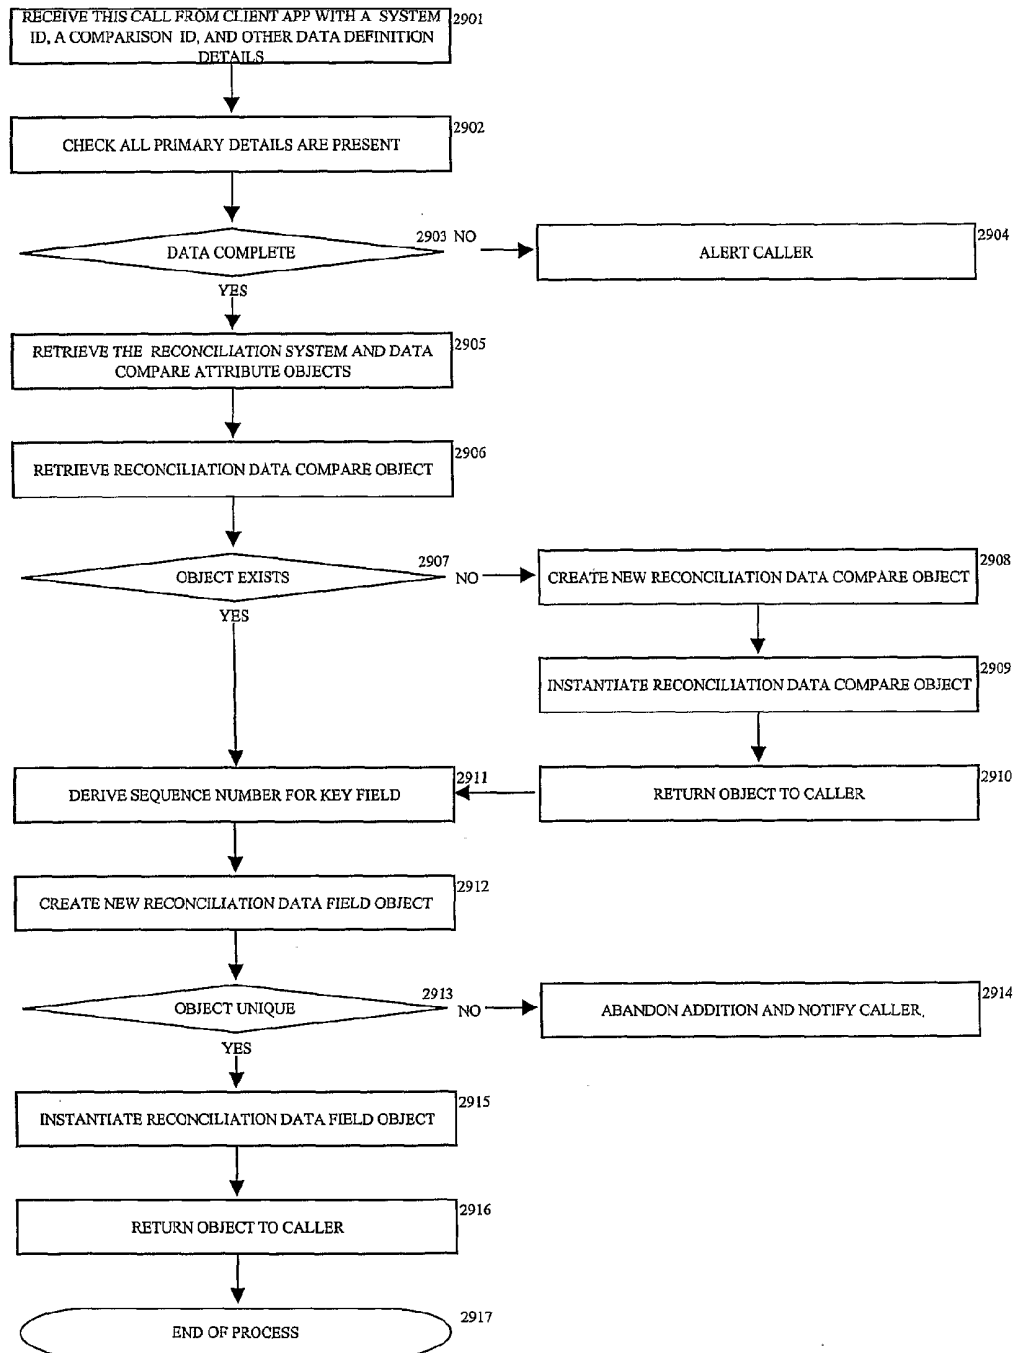 RECEIVE THIS CALL FROM CLIENT APP WITH A SYSTEM
ID, A COMPARISON ID, AND OTHER DATA DEFINITION
DETAILS
2901
CHECK ALL PRIMARY DETAILS ARE PRESENT
2902
DATA COMPLETE
2903 NO
YES
ALERT CALLER
2904
RETRIEVE THE RECONCILIATION SYSTEM AND DATA
COMPARE ATTRIBUTE OBJECTS
2905
RETRIEVE RECONCILIATION DATA COMPARE OBJECT
2906
OBJECT EXISTS
2907
NO
YES
CREATE NEW RECONCILIATION DATA COMPARE OBJECT
2908
INSTANTIATE RECONCILIATION DATA COMPARE OBJECT
2909
RETURN OBJECT TO CALLER
2910
DERIVE SEQUENCE NUMBER FOR KEY FIELD
2911
CREATE NEW RECONCILIATION DATA FIELD OBJECT
2912
OBJECT UNIQUE
2913
NO
YES
ABANDON ADDITION AND NOTIFY CALLER.
2914
INSTANTIATE RECONCILIATION DATA FIELD OBJECT
2915
RETURN OBJECT TO CALLER
2916
END OF PROCESS
2917